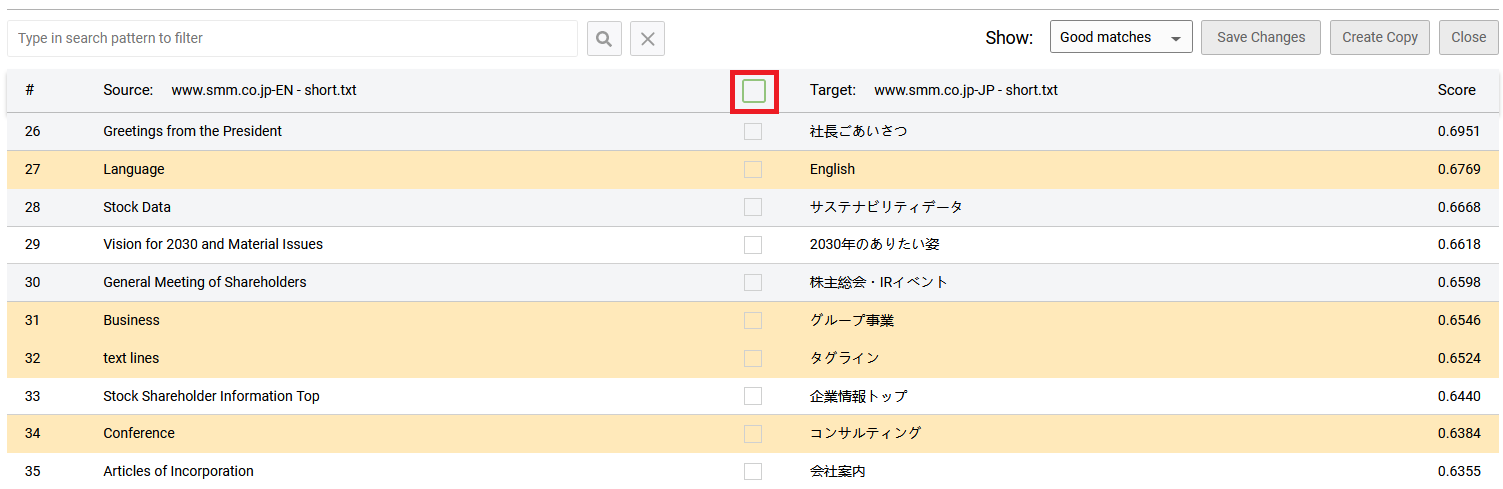 Type in search pattern to filter Show: Good matches Save Changes Create Copy Close
# Source: www.smm.co.jp-EN - short.txt Target: www.smm.co.jp-JP - short.txt Score
26 Greetings from the President 社長ごあいさつ 0.6951
27 Language English 0.6769
28 Stock Data サステナビリティデータ 0.6668
29 Vision for 2030 and Material Issues 2030年のありたい姿 0.6618
30 General Meeting of Shareholders 株主総会・IRイベント 0.6598
31 Business グループ事業 0.6546
32 text lines タグライン 0.6524
33 Stock Shareholder Information Top 企業情報トップ 0.6440
34 Conference コンサルティング 0.6384
35 Articles of Incorporation 会社案内 0.6355